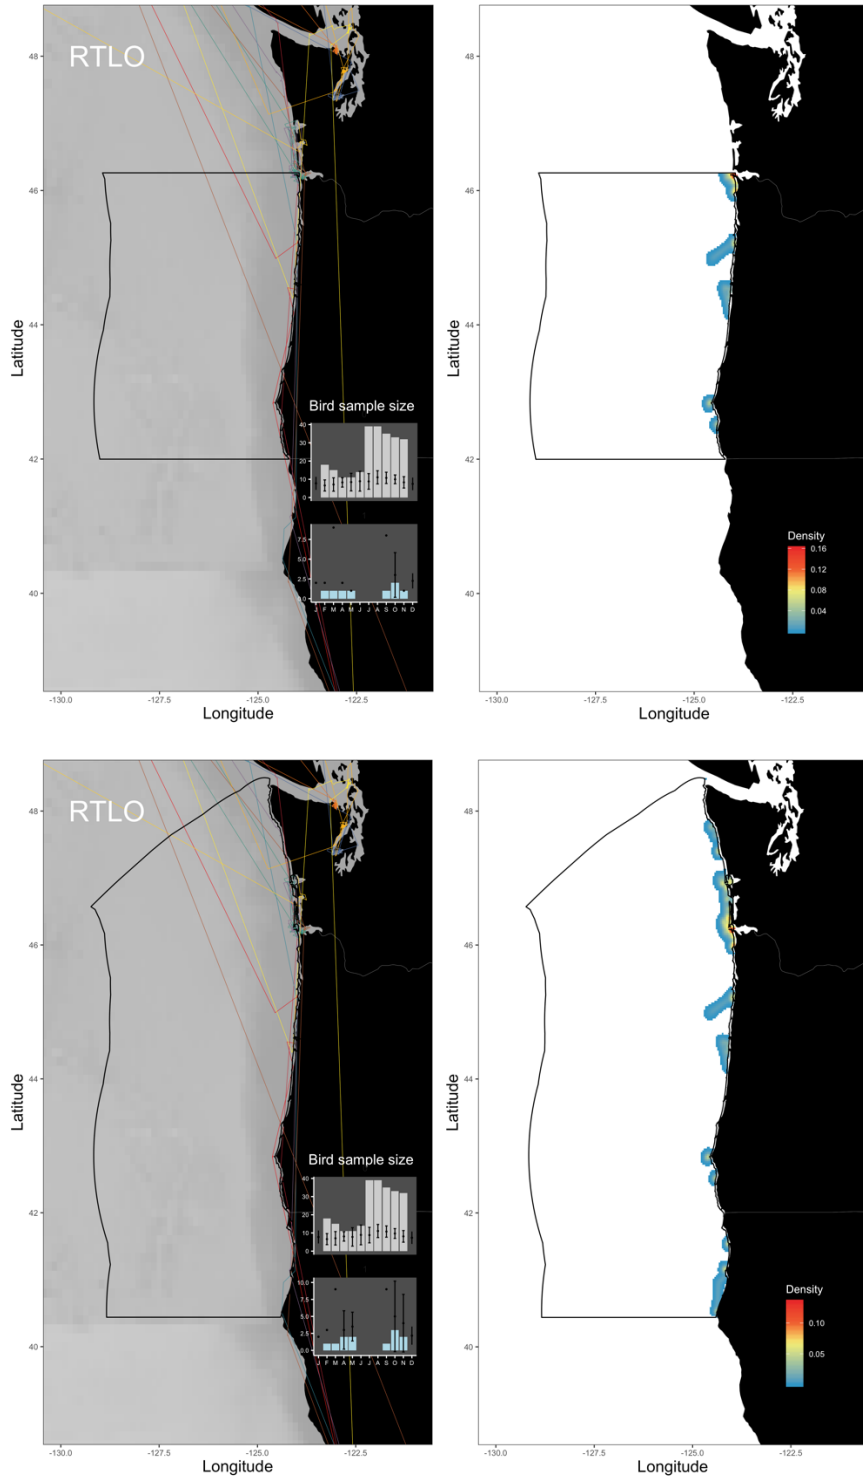 RTLO
48
46
44
42
40
Latitude
Bird sample size
40
30
20
10
0
7.5
5.0
2.5
0.0
J F M A M J J A S O N D
-130.0 -127.5 -125.0 -122.5
Longitude
48
46
44
42
40
Latitude
Density
0.16
0.12
0.08
0.04
-130.0 -127.5 -125.0 -122.5
Longitude
RTLO
48
46
44
42
40
Latitude
Bird sample size
40
30
20
10
0
10.0
7.5
5.0
2.5
0.0
J F M A M J J A S O N D
-130.0 -127.5 -125.0 -122.5
Longitude
48
46
44
42
40
Latitude
Density
0.10
0.05
-130.0 -127.5 -125.0 -122.5
Longitude